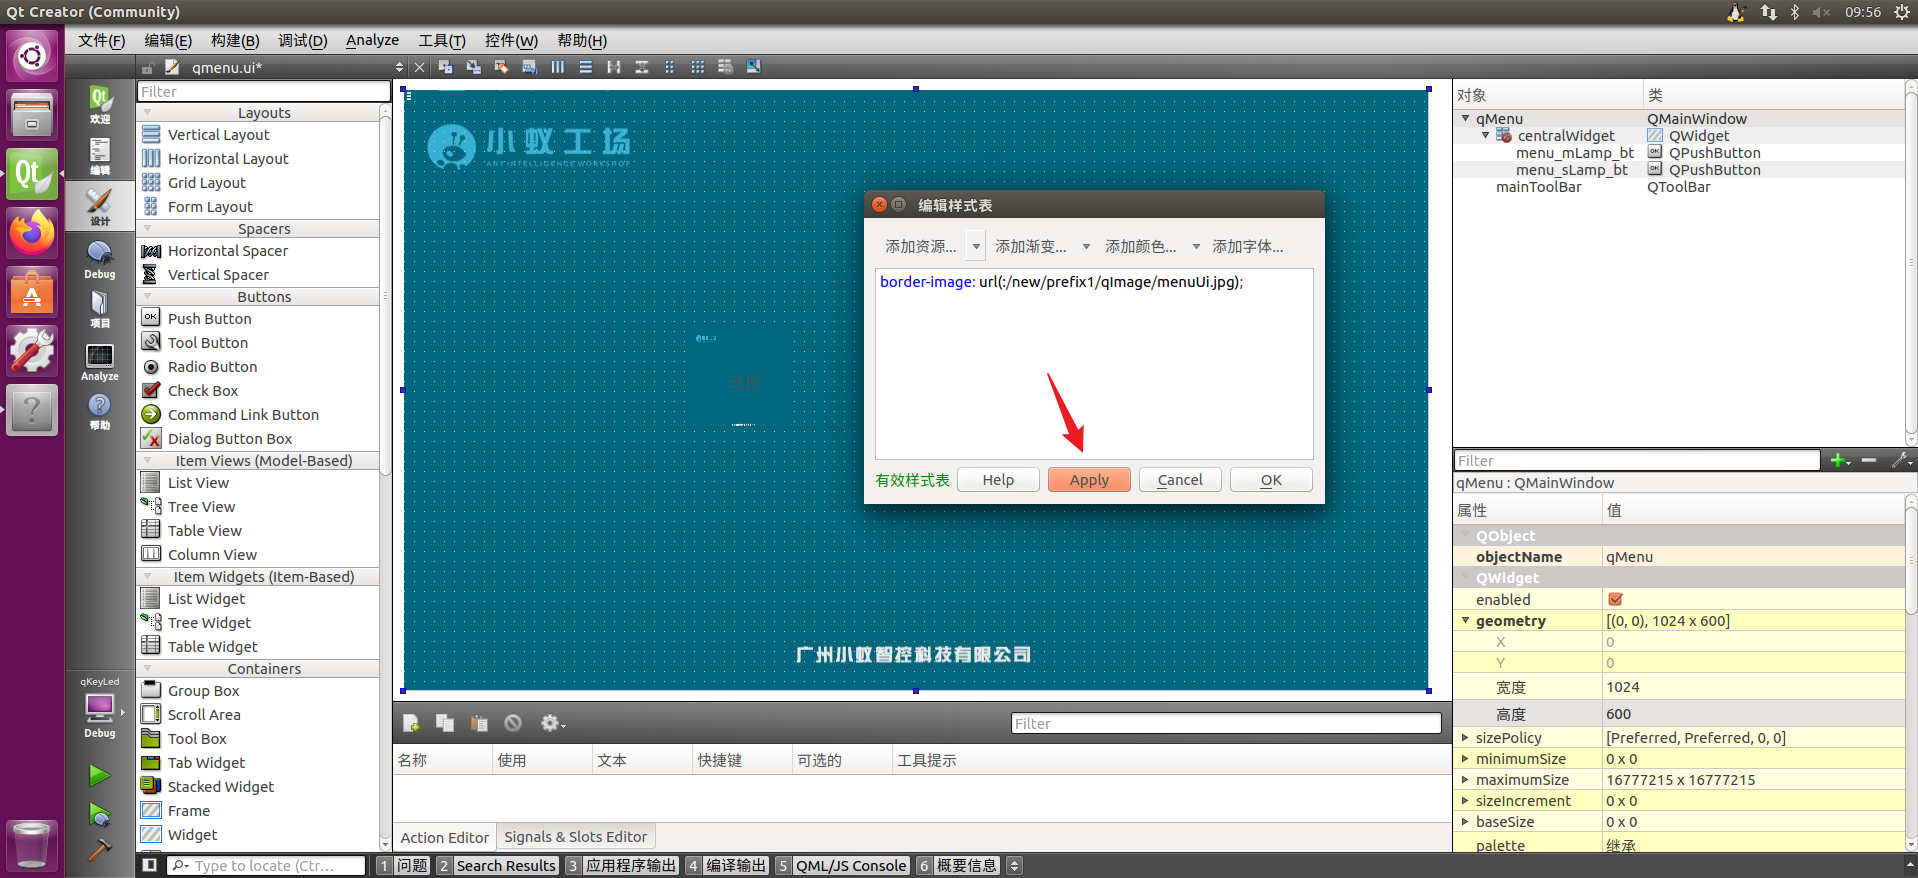 Qt Creator (Community)
09:56
文件(F) 编辑(E) 构建(B) 调试(D) Analyze 工具(T) 控件(W) 帮助(H)
qmenu.ui*
欢迎
编辑
设计
Debug
项目
Analyze
帮助
qKeyLed
Debug
Filter
Layouts
Vertical Layout
Horizontal Layout
Grid Layout
Form Layout
Spacers
Horizontal Spacer
Vertical Spacer
Buttons
Push Button
Tool Button
Radio Button
Check Box
Command Link Button
Dialog Button Box
Item Views (Model-Based)
List View
Tree View
Table View
Column View
Item Widgets (Item-Based)
List Widget
Tree Widget
Table Widget
Containers
Group Box
Scroll Area
Tool Box
Tab Widget
Stacked Widget
Frame
Widget
小蚁工场
ANT INTELLIGENCE WORKSHOP
广州小蚁智控科技有限公司
编辑样式表
添加资源... 添加渐变... 添加颜色... 添加字体...
border-image: url(:/new/prefix1/qImage/menuUi.jpg);
有效样式表 Help Apply Cancel OK
Filter
名称 使用 文本 快捷键 可选的 工具提示
Action Editor Signals & Slots Editor
对象 类
qMenu QMainWindow
centralWidget QWidget
menu_mLamp_bt QPushButton
menu_sLamp_bt QPushButton
mainToolBar QToolBar
Filter
qMenu : QMainWindow
属性 值
QObject
objectName qMenu
QWidget
enabled
geometry [(0, 0), 1024 x 600]
X 0
Y 0
宽度 1024
高度 600
sizePolicy [Preferred, Preferred, 0, 0]
minimumSize 0 x 0
maximumSize 16777215 x 16777215
sizeIncrement 0 x 0
baseSize 0 x 0
palette 继承
Type to locate (Ctr...
1 问题 2 Search Results 3 应用程序输出 4 编译输出 5 QML/JS Console 6 概要信息